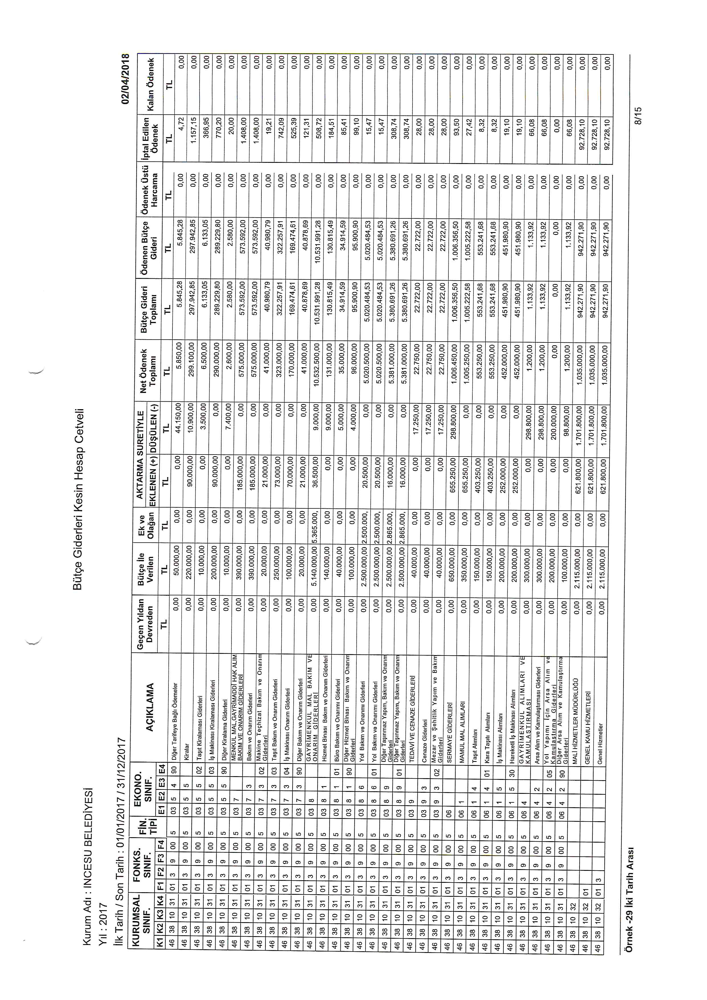 Bütçe Giderleri Kesin Hesap Cetveli
Kurum Adı : INCESU BELEDİYESİ
Yıl : 2017
İlk Tarih / Son Tarih : 01/01/2017 / 31/12/2017 02/04/2018
KURUMSAL SINIF. FONKS. SINIF. FİN. TİPİ EKONO. SINIF. AÇIKLAMA Geçen Yıldan Devreden Bütçe İle Verilen Ek ve Olağan AKTARMA SURETİYLE Net Ödenek Toplamı Bütçe Gideri Toplamı Ödenen Bütçe Gideri Ödenek Üstü Harcama İptal Edilen Ödenek Kalan Ödenek
EKLENEN (+) DÜŞÜLEN (-)
K1 K2 K3 K4 F1 F2 F3 F4 E1 E2 E3 E4 TL TL TL TL TL TL TL TL TL TL TL
46 38 10 31 01 3 9 00 5 03 5 4 90 Diğer Tarifeye Bağlı Ödemeler 0,00 50.000,00 0,00 0,00 44.150,00 5.850,00 5.845,28 5.845,28 0,00 4,72 0,00
46 38 10 31 01 3 9 00 5 03 5 5 Kiralar 0,00 220.000,00 0,00 90.000,00 10.900,00 299.100,00 297.942,85 297.942,85 0,00 1.157,15 0,00
46 38 10 31 01 3 9 00 5 03 5 5 02 Taşıt Kiralaması Giderleri 0,00 10.000,00 0,00 0,00 3.500,00 6.500,00 6.133,05 6.133,05 0,00 366,95 0,00
46 38 10 31 01 3 9 00 5 03 5 5 03 İş Makinası Kiralaması Giderleri 0,00 200.000,00 0,00 90.000,00 0,00 290.000,00 289.229,80 289.229,80 0,00 770,20 0,00
46 38 10 31 01 3 9 00 5 03 5 5 90 Diğer Kiralama Giderleri 0,00 10.000,00 0,00 0,00 7.400,00 2.600,00 2.580,00 2.580,00 0,00 20,00 0,00
46 38 10 31 01 3 9 00 5 03 7 MENKUL MAL,GAYRİMADDİ HAK ALIM BAKIM VE ONARIM GİDERLERİ 0,00 390.000,00 0,00 185.000,00 0,00 575.000,00 573.592,00 573.592,00 0,00 1.408,00 0,00
46 38 10 31 01 3 9 00 5 03 7 3 Bakım ve Onarım Giderleri 0,00 390.000,00 0,00 185.000,00 0,00 575.000,00 573.592,00 573.592,00 0,00 1.408,00 0,00
46 38 10 31 01 3 9 00 5 03 7 3 02 Makine Teçhizat Bakım ve Onarım Giderleri 0,00 20.000,00 0,00 21.000,00 0,00 41.000,00 40.980,79 40.980,79 0,00 19,21 0,00
46 38 10 31 01 3 9 00 5 03 7 3 03 Taşıt Bakım ve Onarım Giderleri 0,00 250.000,00 0,00 73.000,00 0,00 323.000,00 322.257,91 322.257,91 0,00 742,09 0,00
46 38 10 31 01 3 9 00 5 03 7 3 04 İş Makinası Onarım Giderleri 0,00 100.000,00 0,00 70.000,00 0,00 170.000,00 169.474,61 169.474,61 0,00 525,39 0,00
46 38 10 31 01 3 9 00 5 03 7 3 90 Diğer Bakım ve Onarım Giderleri 0,00 20.000,00 0,00 21.000,00 0,00 41.000,00 40.878,69 40.878,69 0,00 121,31 0,00
46 38 10 31 01 3 9 00 5 03 8 GAYRİMENKUL MAL BAKIM VE ONARIM GİDERLERİ 0,00 5.140.000,00 5.365.000, 36.500,00 9.000,00 10.532.500,00 10.531.991,28 10.531.991,28 0,00 508,72 0,00
46 38 10 31 01 3 9 00 5 03 8 1 Hizmet Binası Bakım ve Onarım Giderleri 0,00 140.000,00 0,00 0,00 9.000,00 131.000,00 130.815,49 130.815,49 0,00 184,51 0,00
46 38 10 31 01 3 9 00 5 03 8 1 01 Büro Bakım ve Onarımı Giderleri 0,00 40.000,00 0,00 0,00 5.000,00 35.000,00 34.914,59 34.914,59 0,00 85,41 0,00
46 38 10 31 01 3 9 00 5 03 8 1 90 Diğer Hizmet Binası Bakım ve Onarım Giderleri 0,00 100.000,00 0,00 0,00 4.000,00 96.000,00 95.900,90 95.900,90 0,00 99,10 0,00
46 38 10 31 01 3 9 00 5 03 8 6 Yol Bakım ve Onarımı Giderleri 0,00 2.500.000,00 2.500.000, 20.500,00 0,00 5.020.500,00 5.020.484,53 5.020.484,53 0,00 15,47 0,00
46 38 10 31 01 3 9 00 5 03 8 6 01 Yol Bakım ve Onarımı Giderleri 0,00 2.500.000,00 2.500.000, 20.500,00 0,00 5.020.500,00 5.020.484,53 5.020.484,53 0,00 15,47 0,00
46 38 10 31 01 3 9 00 5 03 8 9 Diğer Taşınmaz Yapım, Bakım ve Onarım Giderleri 0,00 2.500.000,00 2.865.000, 16.000,00 0,00 5.381.000,00 5.380.691,26 5.380.691,26 0,00 308,74 0,00
46 38 10 31 01 3 9 00 5 03 8 9 01 Diğer Taşınmaz Yapım, Bakım ve Onarım Giderleri 0,00 2.500.000,00 2.865.000, 16.000,00 0,00 5.381.000,00 5.380.691,26 5.380.691,26 0,00 308,74 0,00
46 38 10 31 01 3 9 00 5 03 9 TEDAVİ VE CENAZE GİDERLERİ 0,00 40.000,00 0,00 0,00 17.250,00 22.750,00 22.722,00 22.722,00 0,00 28,00 0,00
46 38 10 31 01 3 9 00 5 03 9 3 Cenaze Giderleri 0,00 40.000,00 0,00 0,00 17.250,00 22.750,00 22.722,00 22.722,00 0,00 28,00 0,00
46 38 10 31 01 3 9 00 5 03 9 3 02 Mezar ve Şehitlik Yapım ve Bakım Giderleri 0,00 40.000,00 0,00 0,00 17.250,00 22.750,00 22.722,00 22.722,00 0,00 28,00 0,00
46 38 10 31 01 3 9 00 5 06 SERMAYE GİDERLERİ 0,00 650.000,00 0,00 655.250,00 298.800,00 1.006.450,00 1.006.356,50 1.006.356,50 0,00 93,50 0,00
46 38 10 31 01 3 9 00 5 06 1 MAMUL MAL ALIMLARI 0,00 350.000,00 0,00 655.250,00 0,00 1.005.250,00 1.005.222,58 1.005.222,58 0,00 27,42 0,00
46 38 10 31 01 3 9 00 5 06 1 4 Taşıt Alımları 0,00 150.000,00 0,00 403.250,00 0,00 553.250,00 553.241,68 553.241,68 0,00 8,32 0,00
46 38 10 31 01 3 9 00 5 06 1 4 01 Kara Taşıtı Alımları 0,00 150.000,00 0,00 403.250,00 0,00 553.250,00 553.241,68 553.241,68 0,00 8,32 0,00
46 38 10 31 01 3 9 00 5 06 1 5 İş Makinası Alımları 0,00 200.000,00 0,00 252.000,00 0,00 452.000,00 451.980,90 451.980,90 0,00 19,10 0,00
46 38 10 31 01 3 9 00 5 06 1 5 30 Hareketli İş Makinası Alımları 0,00 200.000,00 0,00 252.000,00 0,00 452.000,00 451.980,90 451.980,90 0,00 19,10 0,00
46 38 10 31 01 3 9 00 5 06 4 GAYRİMENKUL ALIMLARI VE KAMULAŞTIRMASI 0,00 300.000,00 0,00 0,00 298.800,00 1.200,00 1.133,92 1.133,92 0,00 66,08 0,00
46 38 10 31 01 3 9 00 5 06 4 2 Arsa Alım ve Kamulaştırması Giderleri 0,00 300.000,00 0,00 0,00 298.800,00 1.200,00 1.133,92 1.133,92 0,00 66,08 0,00
46 38 10 31 01 3 9 00 5 06 4 2 05 Yol Yapımı İçin Arsa Alım ve Kamulaştırma Giderleri 0,00 200.000,00 0,00 0,00 200.000,00 0,00 0,00 0,00 0,00 0,00 0,00
46 38 10 31 01 3 9 00 5 06 4 2 90 Diğer Arsa Alım ve Kamulaştırma Giderleri 0,00 100.000,00 0,00 0,00 98.800,00 1.200,00 1.133,92 1.133,92 0,00 66,08 0,00
46 38 10 32 MALİ HİZMETLER MÜDÜRLÜĞÜ 0,00 2.115.000,00 0,00 621.800,00 1.701.800,00 1.035.000,00 942.271,90 942.271,90 0,00 92.728,10 0,00
46 38 10 32 01 GENEL KAMU HİZMETLERİ 0,00 2.115.000,00 0,00 621.800,00 1.701.800,00 1.035.000,00 942.271,90 942.271,90 0,00 92.728,10 0,00
46 38 10 32 01 3 Genel Hizmetler 0,00 2.115.000,00 0,00 621.800,00 1.701.800,00 1.035.000,00 942.271,90 942.271,90 0,00 92.728,10 0,00
Örnek -29 İki Tarih Arası 8/15